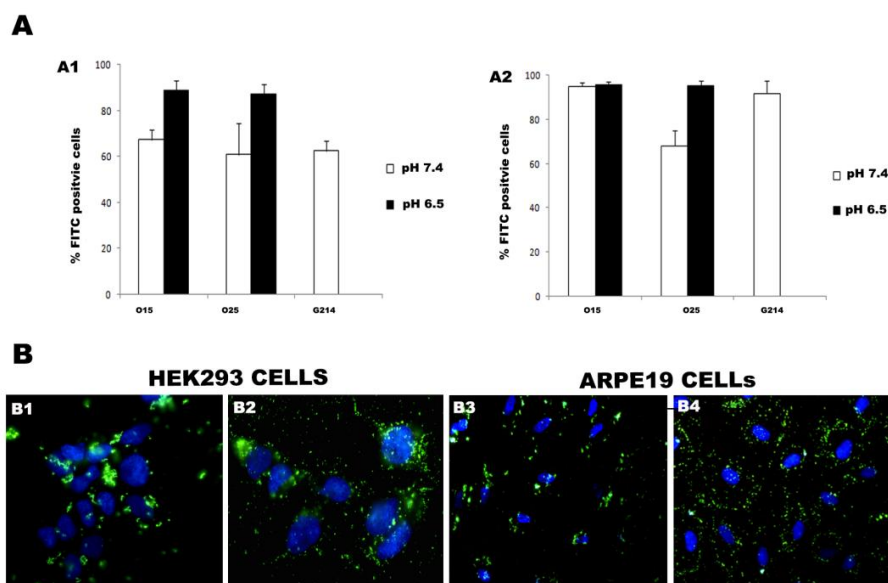 A
A1
% FITC positvie cells
100
80
60
40
20
0
O15
O25
G214
pH 7.4
pH 6.5
A2
% FITC positvie cells
100
80
60
40
20
0
O15
O25
G214
pH 7.4
pH 6.5
B
HEK293 CELLS
ARPE19 CELLs
B1
B2
B3
B4